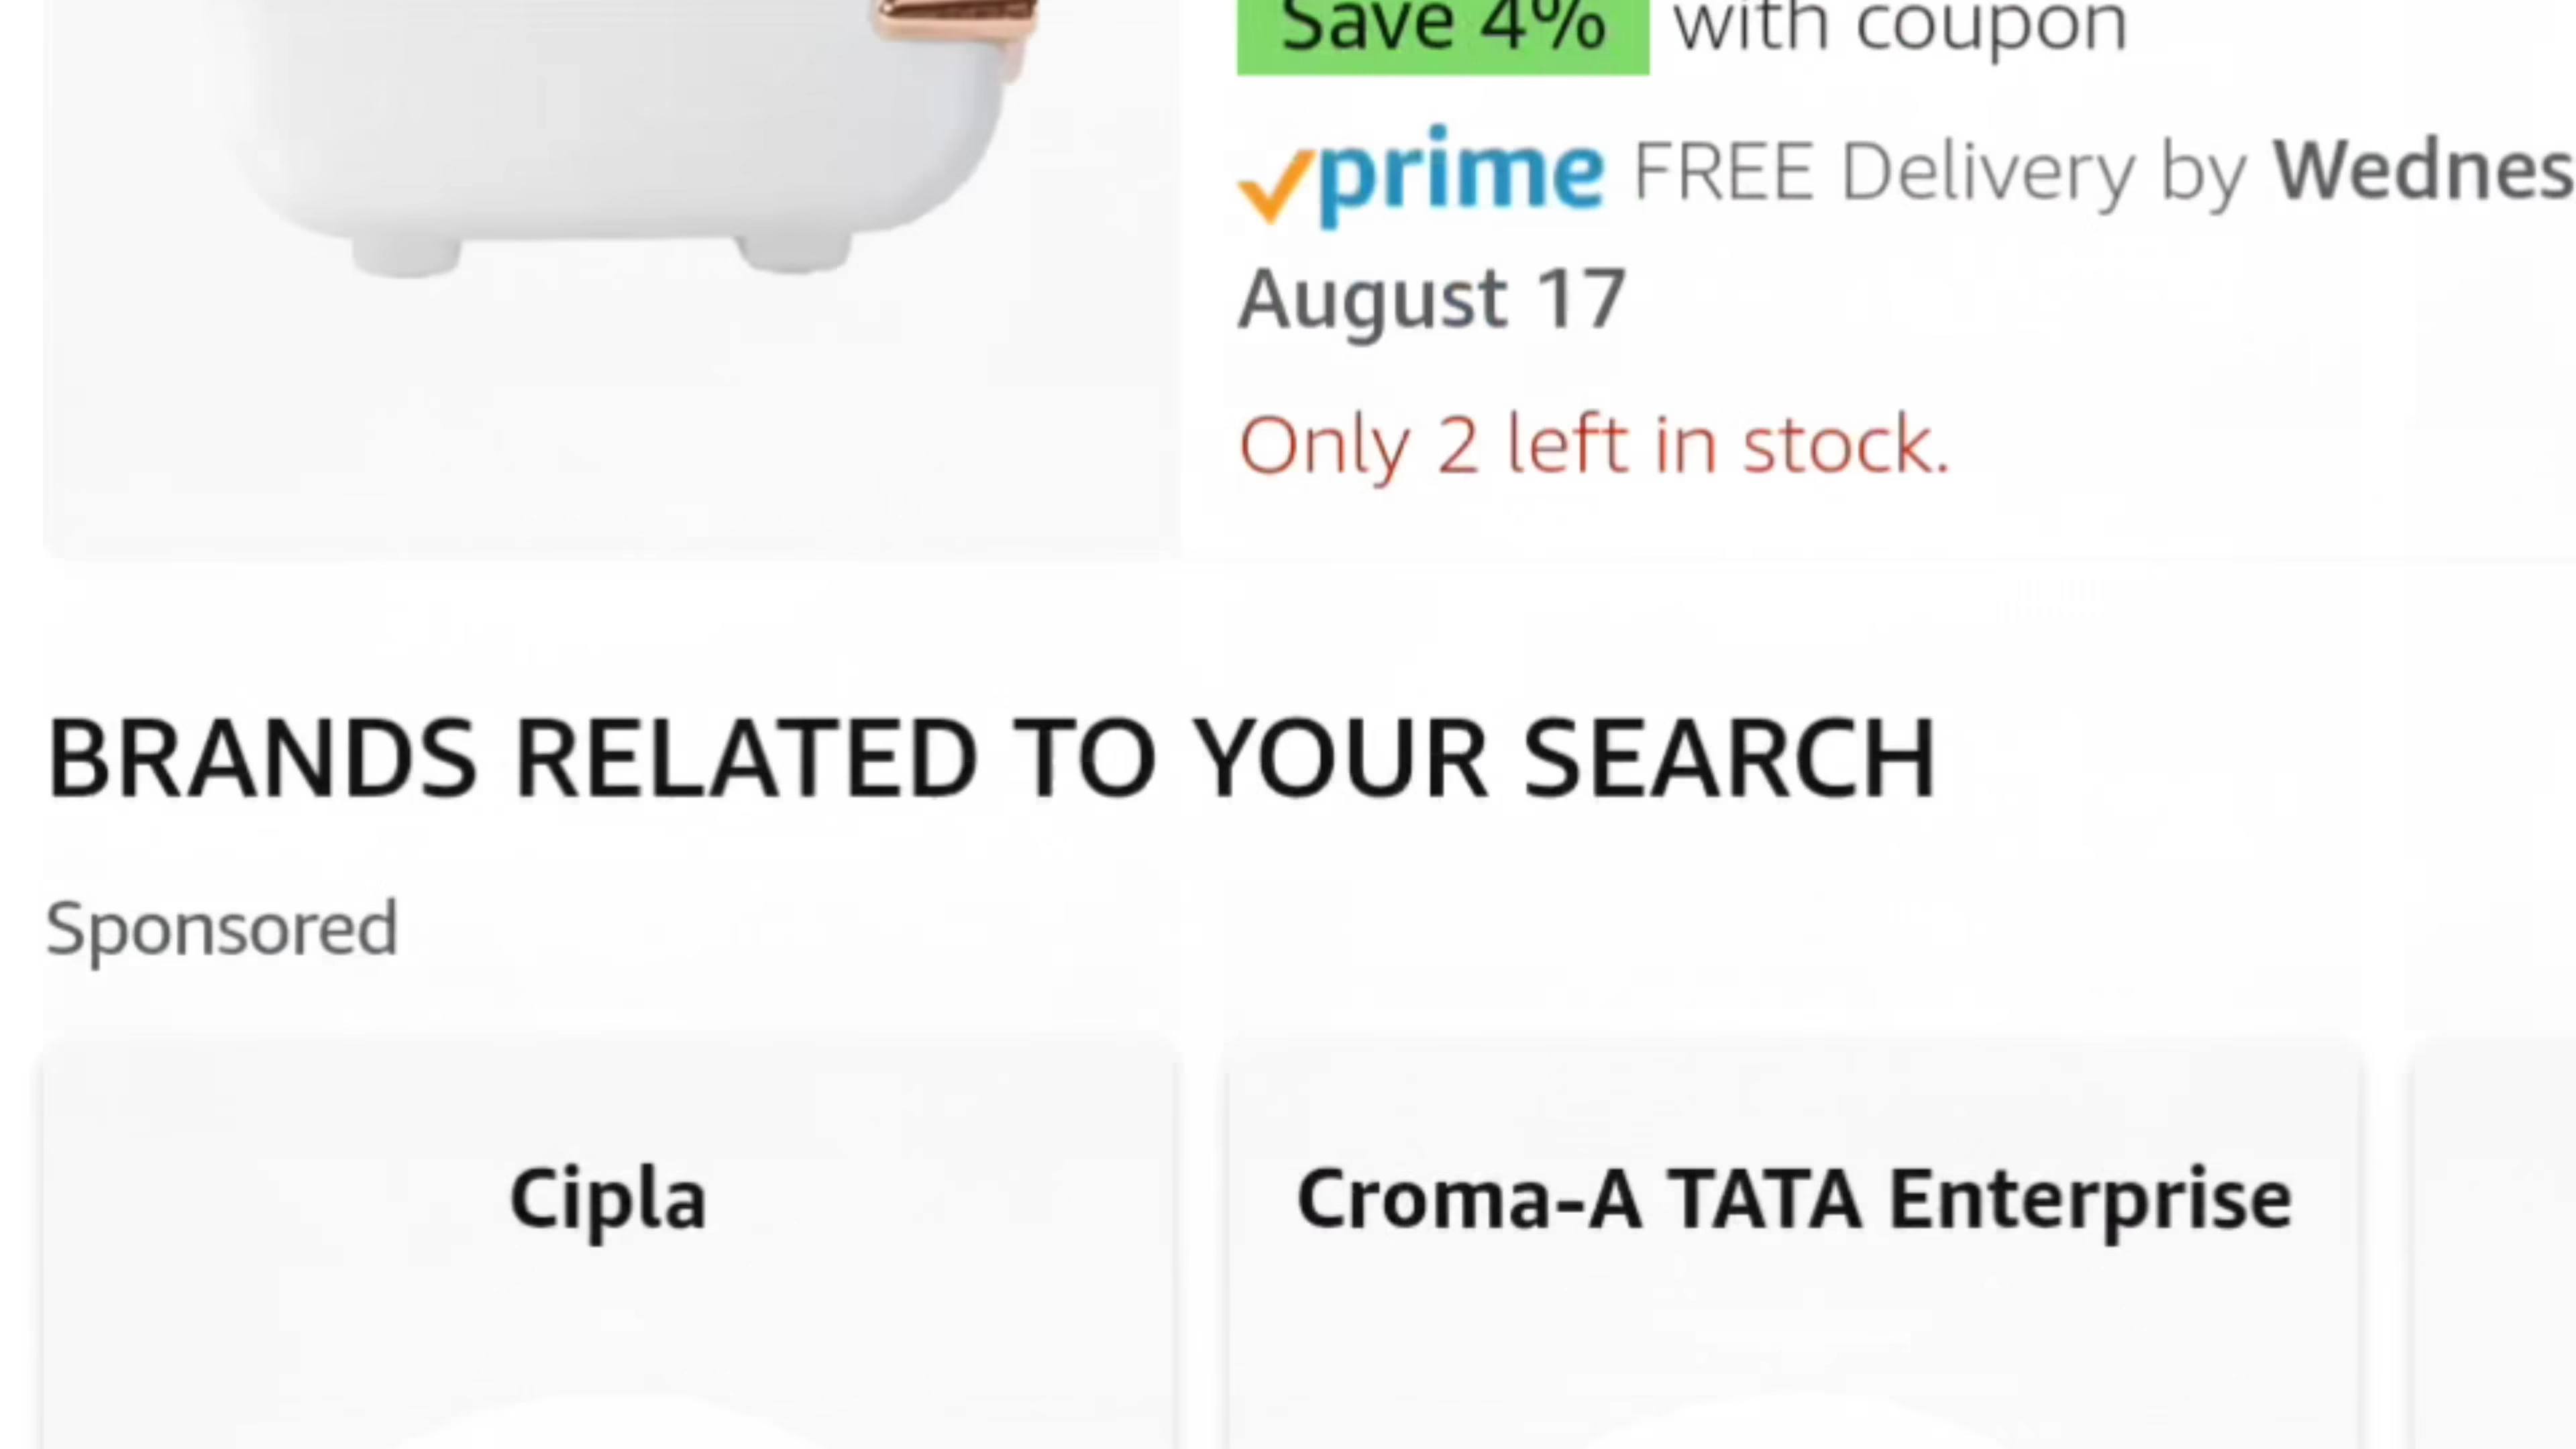 Save 4% with coupon
prime FREE Delivery by Wednes
August 17
Only 2 left in stock.
BRANDS RELATED TO YOUR SEARCH
Sponsored
Cipla
Croma-A TATA Enterprise